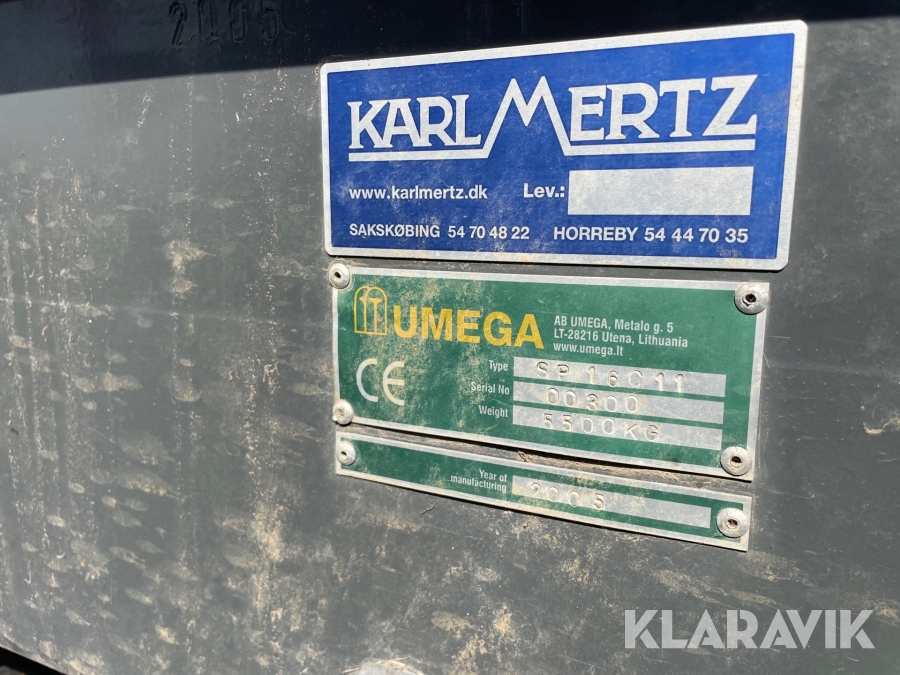 2005
KARL MERTZ
www.karlmertz.dk Lev.:
SAKSKØBING 54 70 48 22 HORREBY 54 44 70 35
UMEGA
AB UMEGA, Metalo g. 5
LT-28216 Utena, Lithuania
www.umega.lt
CE
Type SP 16C11
Serial No 00300
Weight 5500KG
Year of
manufacturing 2005
KLARAVIK